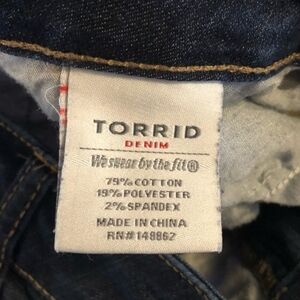 TORRID
DENIM
We swear by the fit®
79% COTTON
19% POLYESTER
2% SPANDEX
MADE IN CHINA
RN# 148862